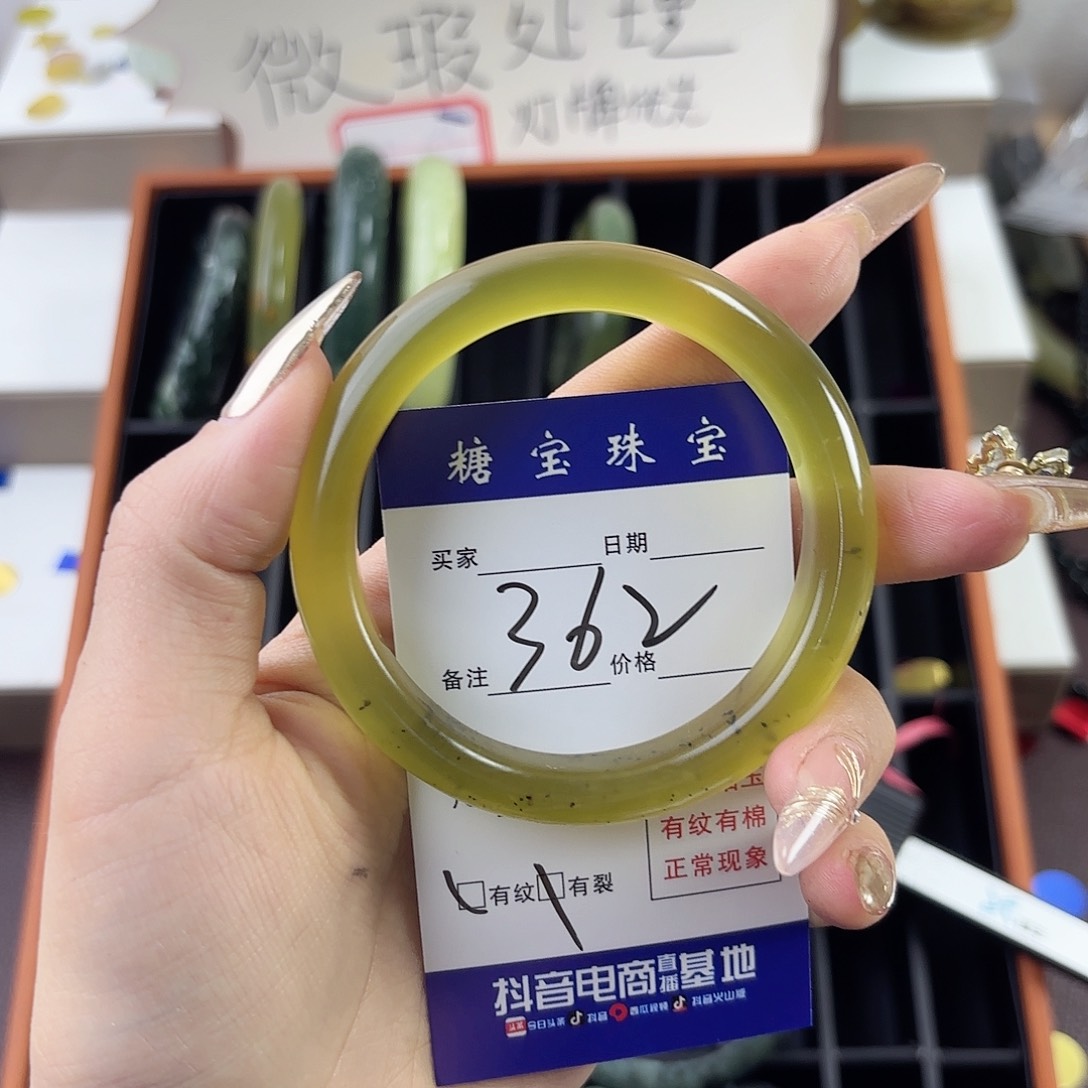 微瑕处理
糖宝珠宝
买家 日期
362
备注 价格
有纹有棉
□有纹□有裂 正常现象
抖音电商直播基地
今日头条 抖音 西瓜视频 抖音火山版